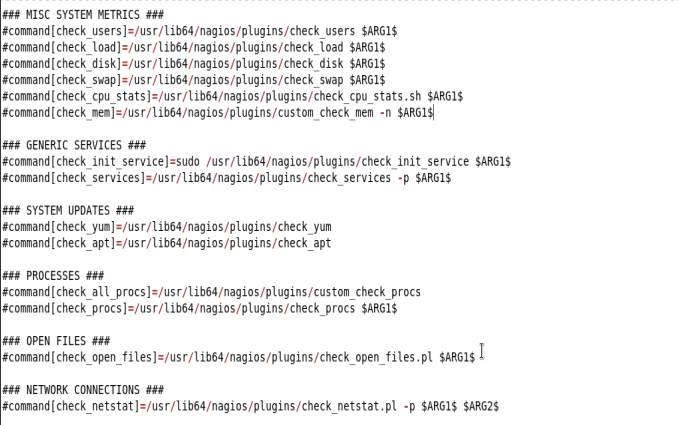 ### MISC SYSTEM METRICS ###
#command[check_users]=/usr/lib64/nagios/plugins/check_users $ARG1$
#command[check_load]=/usr/lib64/nagios/plugins/check_load $ARG1$
#command[check_disk]=/usr/lib64/nagios/plugins/check_disk $ARG1$
#command[check_swap]=/usr/lib64/nagios/plugins/check_swap $ARG1$
#command[check_cpu_stats]=/usr/lib64/nagios/plugins/check_cpu_stats.sh $ARG1$
#command[check_mem]=/usr/lib64/nagios/plugins/custom_check_mem -n $ARG1$

### GENERIC SERVICES ###
#command[check_init_service]=sudo /usr/lib64/nagios/plugins/check_init_service $ARG1$
#command[check_services]=/usr/lib64/nagios/plugins/check_services -p $ARG1$

### SYSTEM UPDATES ###
#command[check_yum]=/usr/lib64/nagios/plugins/check_yum
#command[check_apt]=/usr/lib64/nagios/plugins/check_apt

### PROCESSES ###
#command[check_all_procs]=/usr/lib64/nagios/plugins/custom_check_procs
#command[check_procs]=/usr/lib64/nagios/plugins/check_procs $ARG1$

### OPEN FILES ###
#command[check_open_files]=/usr/lib64/nagios/plugins/check_open_files.pl $ARG1$

### NETWORK CONNECTIONS ###
#command[check_netstat]=/usr/lib64/nagios/plugins/check_netstat.pl -p $ARG1$ $ARG2$